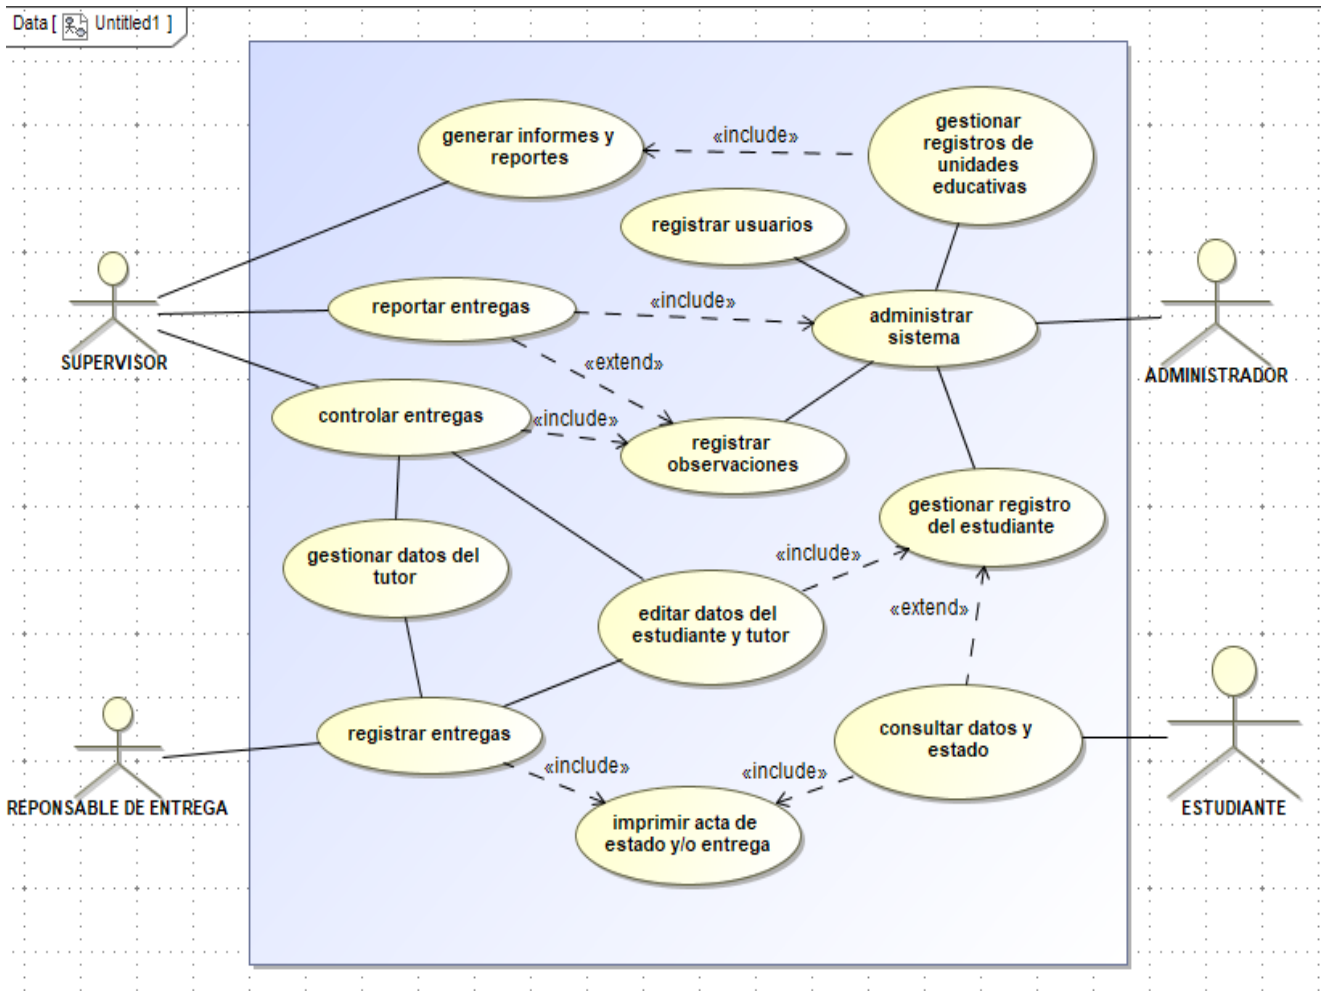 Data [ Untitled1 ]
generar informes y
reportes
«include»
gestionar
registros de
unidades
educativas
registrar usuarios
reportar entregas
«include»
administrar
sistema
SUPERVISOR
ADMINISTRADOR
«extend»
controlar entregas
«include»
registrar
observaciones
gestionar registro
del estudiante
gestionar datos del
tutor
«include»
editar datos del
estudiante y tutor
«extend»
registrar entregas
consultar datos y
estado
«include»
«include»
REPONSABLE DE ENTREGA
ESTUDIANTE
imprimir acta de
estado y/o entrega